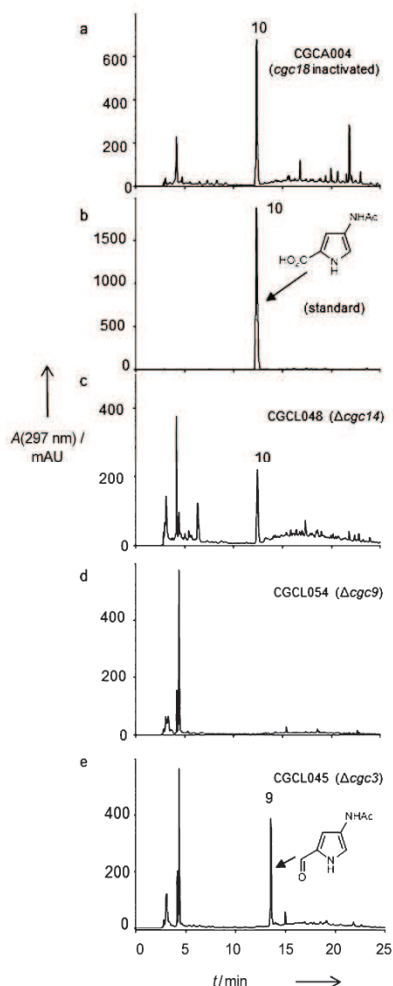 a
10
CGCA004
(cgc18 inactivated)
600
400
200
0
b
10
NHAc
HO2C
N
H
(standard)
1500
1000
500
0
A(297 nm) /
mAU
c
CGCL048 (Δcgc14)
10
400
200
0
d
CGCL054 (Δcgc9)
400
200
0
e
CGCL045 (Δcgc3)
9
NHAc
N
H
O
400
200
0
0 5 10 15 20 25
t/min